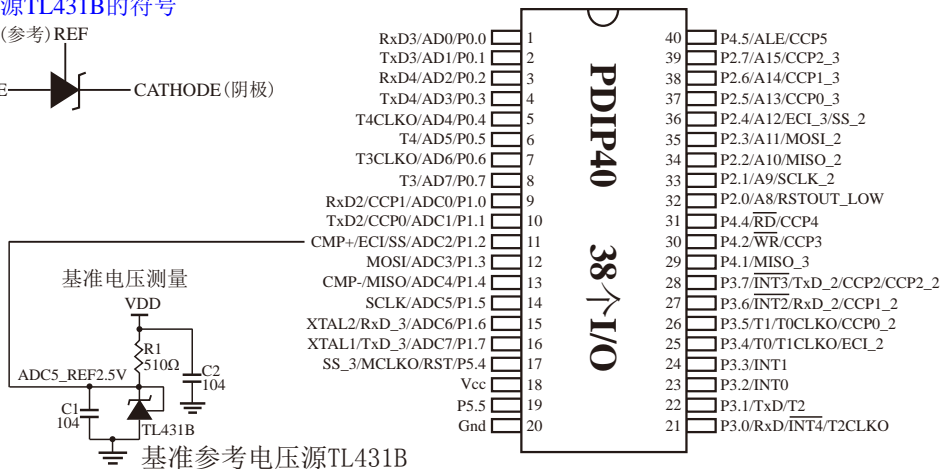 源TL431B的符号
(参考)REF
E
CATHODE(阴极)
PDIP40
38个I/O
RxD3/AD0/P0.0 1
TxD3/AD1/P0.1 2
RxD4/AD2/P0.2 3
TxD4/AD3/P0.3 4
T4CLKO/AD4/P0.4 5
T4/AD5/P0.5 6
T3CLKO/AD6/P0.6 7
T3/AD7/P0.7 8
RxD2/CCP1/ADC0/P1.0 9
TxD2/CCP0/ADC1/P1.1 10
CMP+/ECI/SS/ADC2/P1.2 11
MOSI/ADC3/P1.3 12
CMP-/MISO/ADC4/P1.4 13
SCLK/ADC5/P1.5 14
XTAL2/RxD_3/ADC6/P1.6 15
XTAL1/TxD_3/ADC7/P1.7 16
SS_3/MCLKO/RST/P5.4 17
Vcc 18
P5.5 19
Gnd 20
40 P4.5/ALE/CCP5
39 P2.7/A15/CCP2_3
38 P2.6/A14/CCP1_3
37 P2.5/A13/CCP0_3
36 P2.4/A12/ECI_3/SS_2
35 P2.3/A11/MOSI_2
34 P2.2/A10/MISO_2
33 P2.1/A9/SCLK_2
32 P2.0/A8/RSTOUT_LOW
31 P4.4/RD/CCP4
30 P4.2/WR/CCP3
29 P4.1/MISO_3
28 P3.7/INT3/TxD_2/CCP2/CCP2_2
27 P3.6/INT2/RxD_2/CCP1_2
26 P3.5/T1/T0CLKO/CCP0_2
25 P3.4/T0/T1CLKO/ECI_2
24 P3.3/INT1
23 P3.2/INT0
22 P3.1/TxD/T2
21 P3.0/RxD/INT4/T2CLKO
基准电压测量
VDD
R1
510Ω
C2
104
ADC5_REF2.5V
C1
104
TL431B
基准参考电压源TL431B